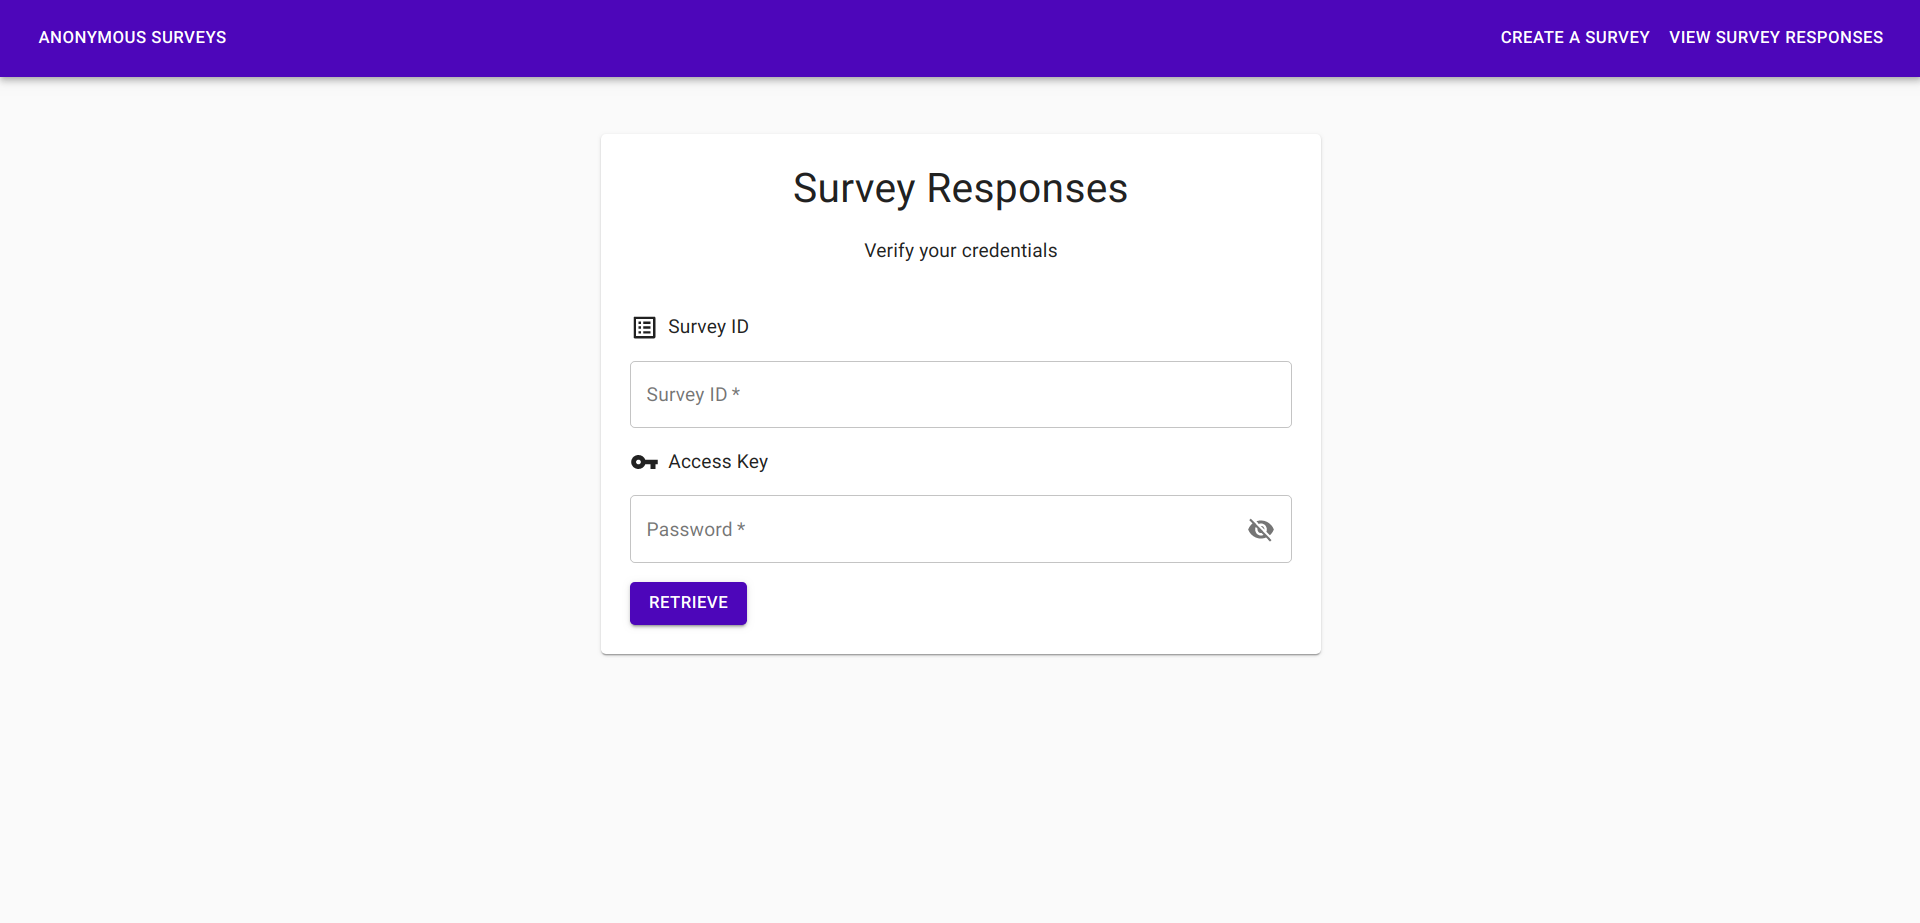 ANONYMOUS SURVEYS
CREATE A SURVEY
VIEW SURVEY RESPONSES
Survey Responses
Verify your credentials
Survey ID
Survey ID *
Access Key
Password *
RETRIEVE